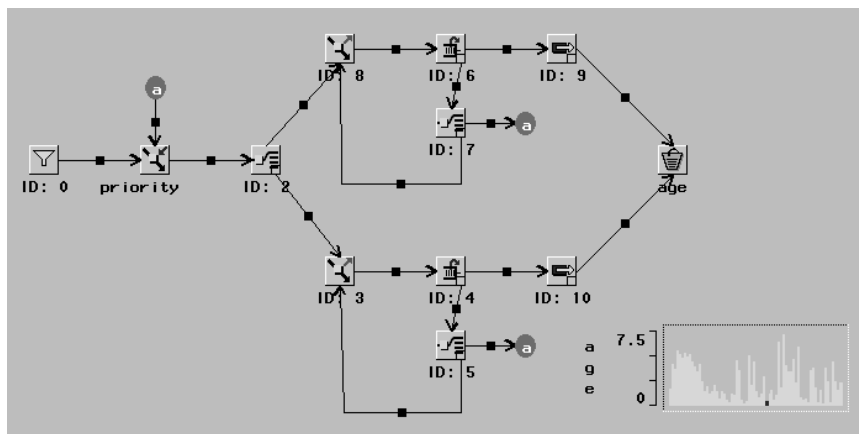 ID: 8
ID: 6
ID: 9
a
ID: 7
a
ID: 0
priority
ID: 2
age
ID: 3
ID: 4
ID: 10
ID: 5
a
a
g
e
7.5
0